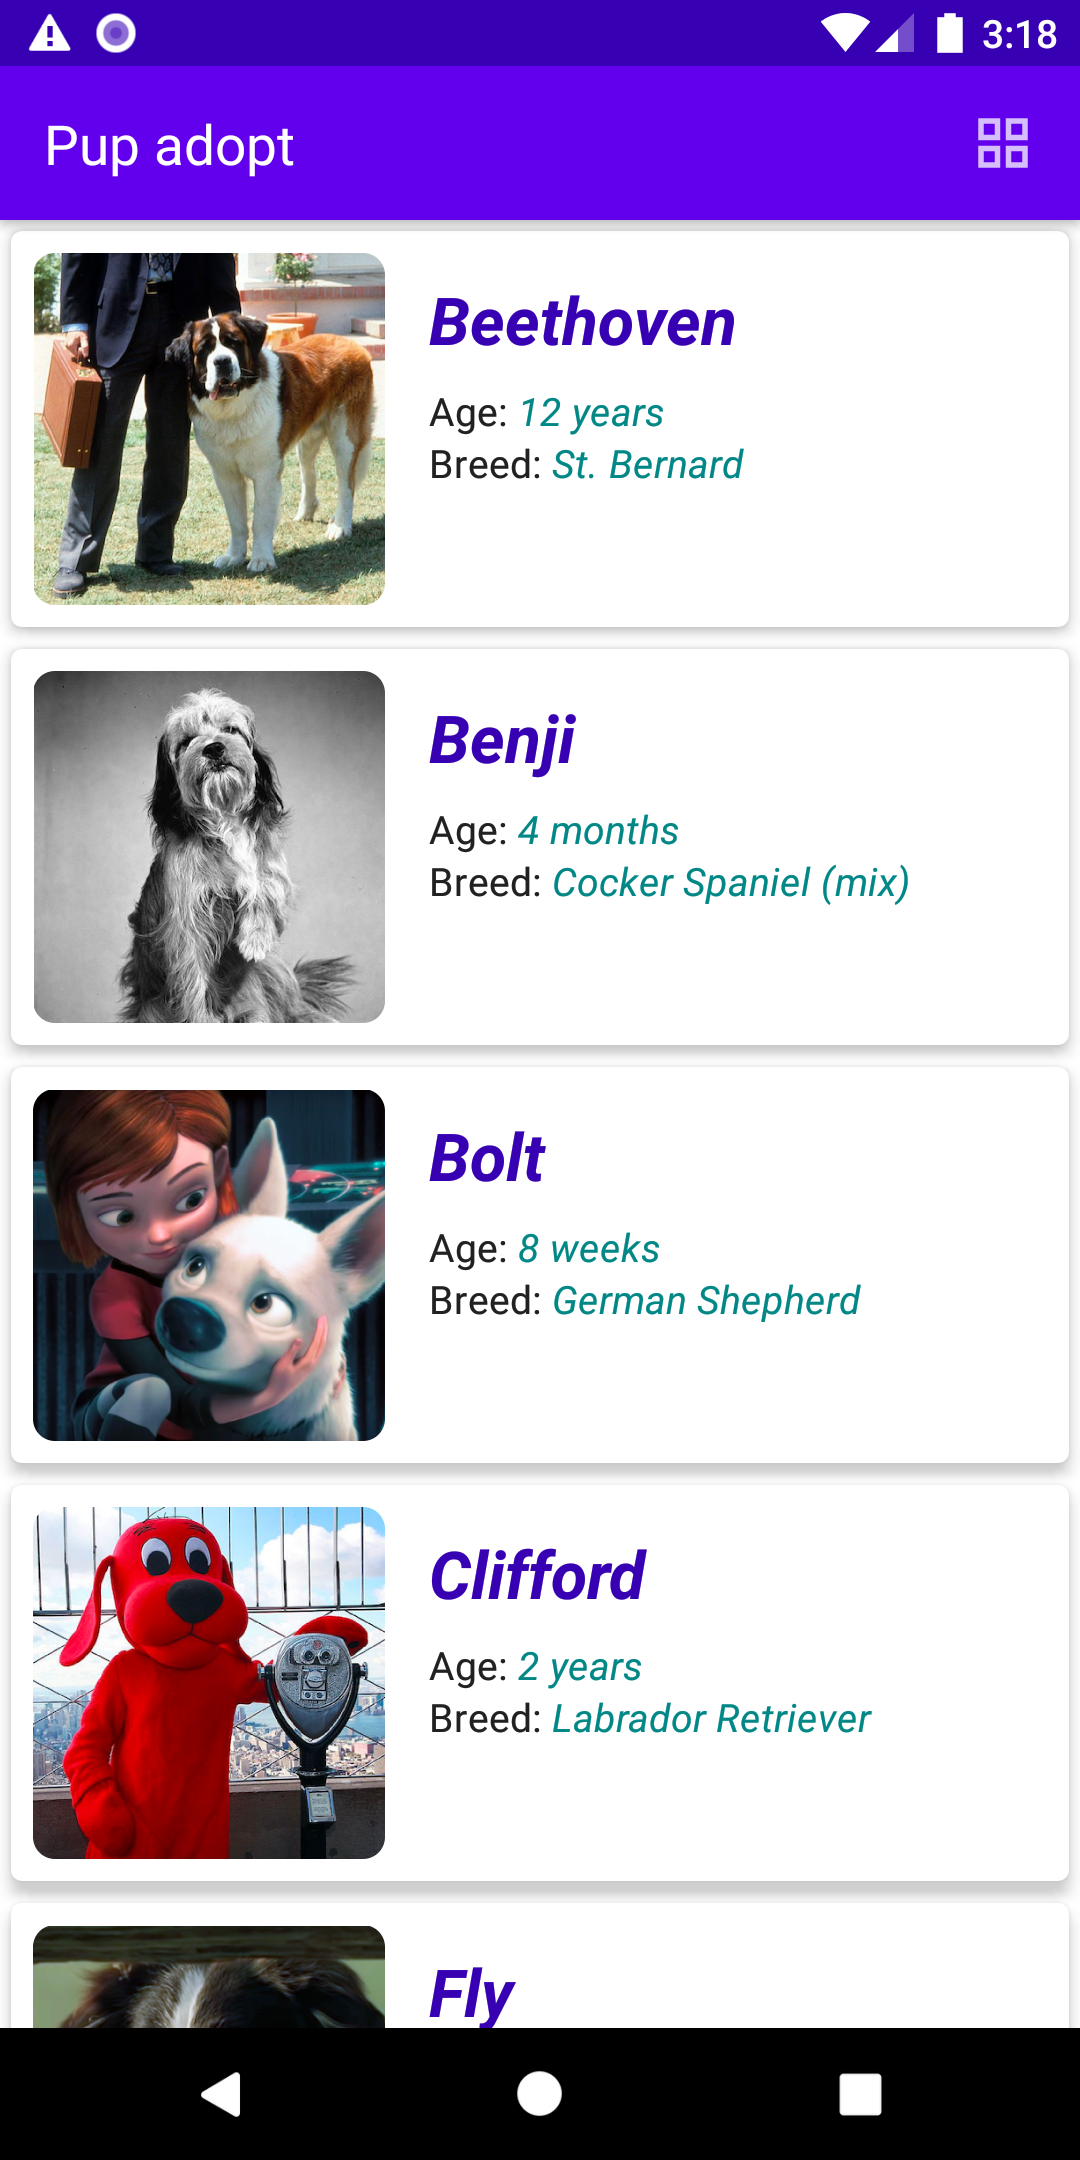 3:18
Pup adopt
Beethoven
Age: 12 years
Breed: St. Bernard
Benji
Age: 4 months
Breed: Cocker Spaniel (mix)
Bolt
Age: 8 weeks
Breed: German Shepherd
Clifford
Age: 2 years
Breed: Labrador Retriever
Fly